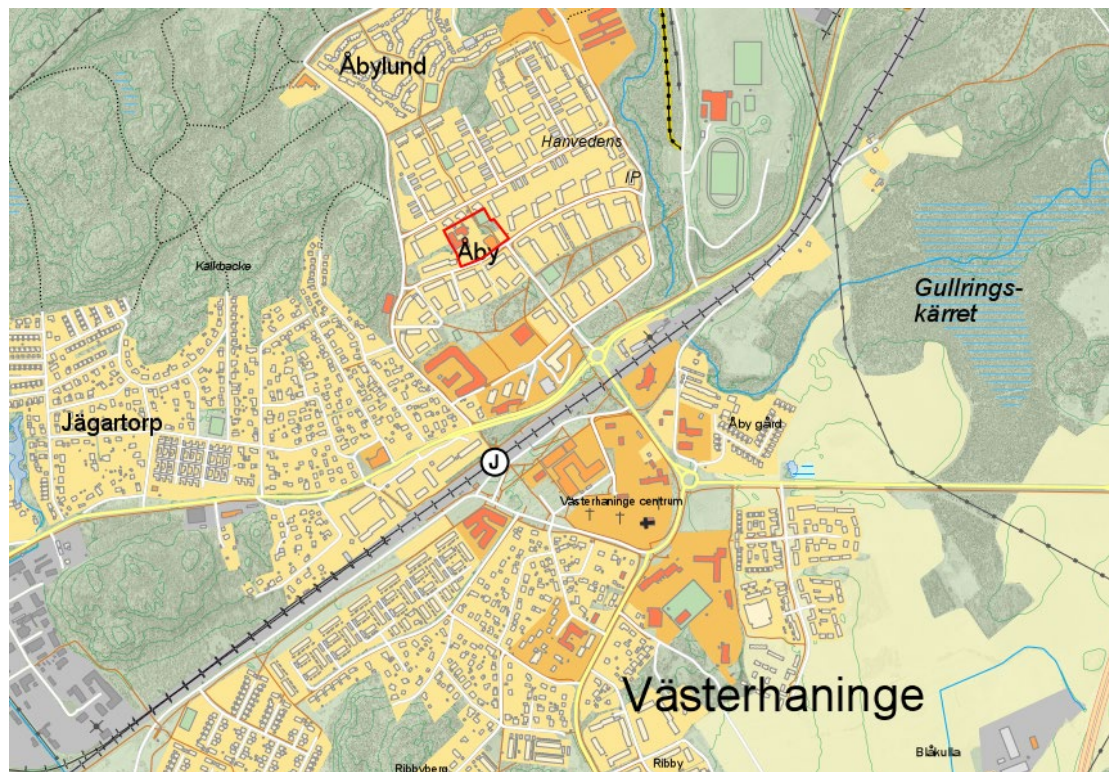 Åbylund
Hanvedens
IP
Åby
Kalkbacke
Gullrings-
kärret
Jägartorp
Åby gård
J
Västerhaninge centrum
Västerhaninge
Blåkulla
Ribbyberg
Ribby